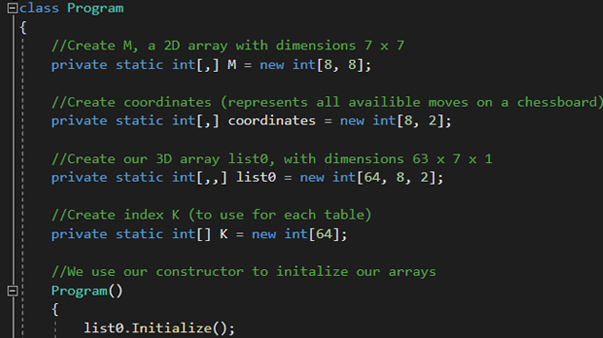 class Program
{
//Create M, a 2D array with dimensions 7 x 7
private static int[,] M = new int[8, 8];
//Create coordinates (represents all availible moves on a chessboard)
private static int[,] coordinates = new int[8, 2];
//Create our 3D array list0, with dimensions 63 x 7 x 1
private static int[,,] list0 = new int[64, 8, 2];
//Create index K (to use for each table)
private static int[] K = new int[64];
//We use our constructor to initalize our arrays
Program()
{
list0.Initialize();